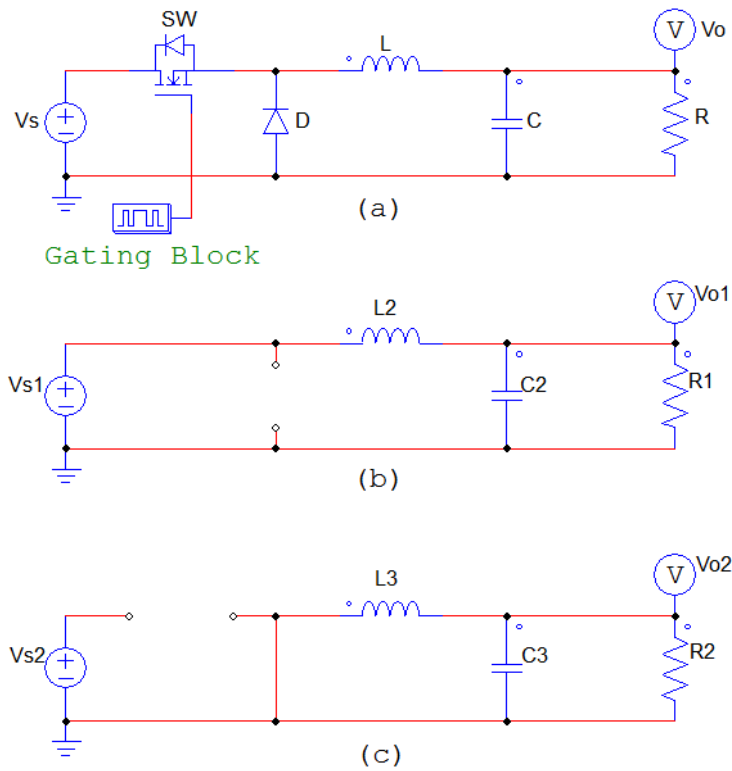 SW
L
V Vo
Vs
D
C
R
(a)
Gating Block
L2
V Vo1
Vs1
C2
R1
(b)
L3
V Vo2
Vs2
C3
R2
(c)